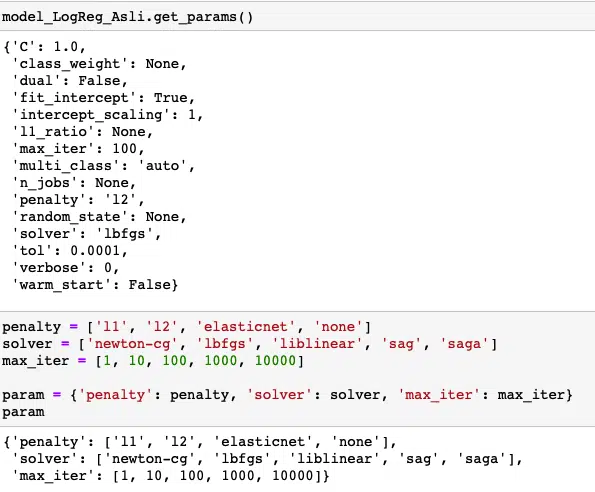 model_LogReg_Asli.get_params()
{'C': 1.0,
 'class_weight': None,
 'dual': False,
 'fit_intercept': True,
 'intercept_scaling': 1,
 'l1_ratio': None,
 'max_iter': 100,
 'multi_class': 'auto',
 'n_jobs': None,
 'penalty': 'l2',
 'random_state': None,
 'solver': 'lbfgs',
 'tol': 0.0001,
 'verbose': 0,
 'warm_start': False}
penalty = ['l1', 'l2', 'elasticnet', 'none']
solver = ['newton-cg', 'lbfgs', 'liblinear', 'sag', 'saga']
max_iter = [1, 10, 100, 1000, 10000]
param = {'penalty': penalty, 'solver': solver, 'max_iter': max_iter}
param
{'penalty': ['l1', 'l2', 'elasticnet', 'none'],
 'solver': ['newton-cg', 'lbfgs', 'liblinear', 'sag', 'saga'],
 'max_iter': [1, 10, 100, 1000, 10000]}